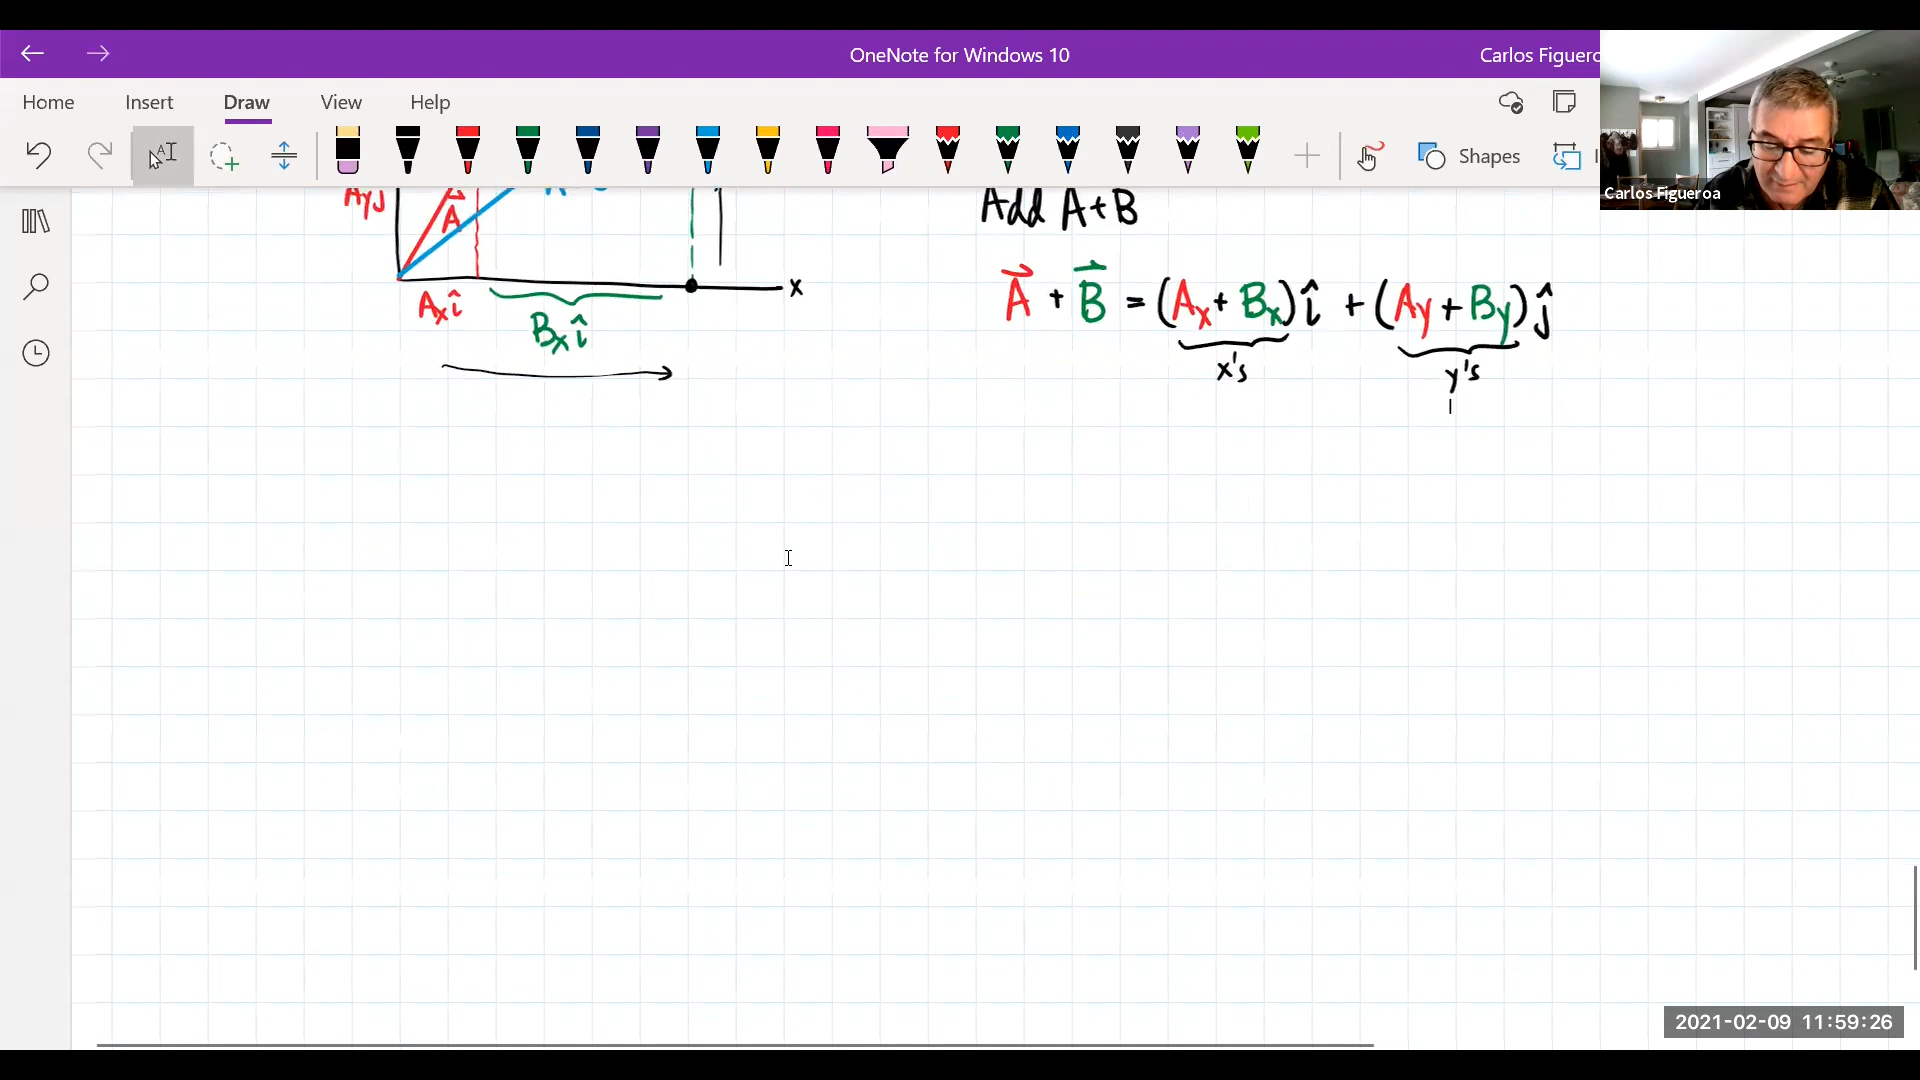 OneNote for Windows 10
Carlos Figuero
Home Insert Draw View Help
Shapes
Carlos Figueroa
Ayj
A
Add A+B
x
Axî
Bxî
A + B = (Ax + Bx)î + (Ay + By)ĵ
x's
y's
2021-02-09 11:59:26